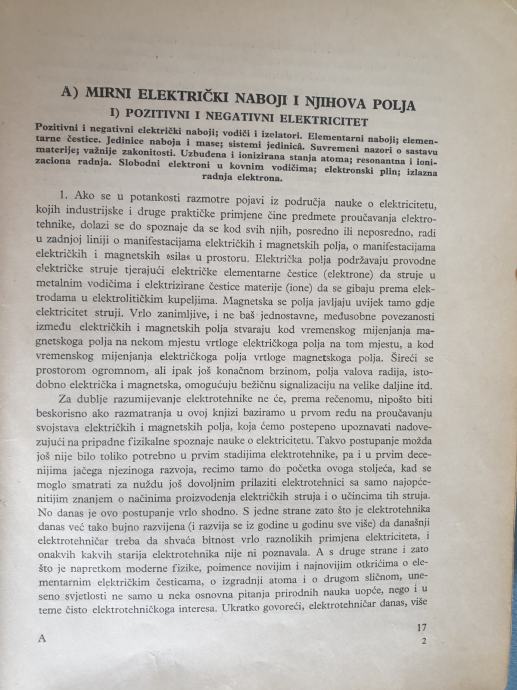 A) MIRNI ELEKTRIČKI NABOJI I NJIHOVA POLJA
I) POZITIVNI I NEGATIVNI ELEKTRICITET
Pozitivni i negativni električki naboji; vodiči i izelatori. Elementarni naboji; elemen-
tarne čestice. Jedinice naboja i mase; sistemi jedinicâ. Suvremeni nazori o sastavu
materije; važnije zakonitosti. Uzbuđena i ionizirana stanja atoma; resonantna i ioni-
zaciona radnja. Slobodni elektroni u kovnim vodičima; elektronski plin; izlazna
radnja elektrona.
1. Ako se u potankosti razmotre pojavi iz područja nauke o elektricitetu,
kojih industrijske i druge praktičke primjene čine predmete proučavanja elektro-
tehnike, dolazi se do spoznaje da se kod svih njih, posredno ili neposredno, radi
u zadnjoj liniji o manifestacijama električkih i magnetskih polja, o manifestacijama
električkih i magnetskih »sila« u prostoru. Električka polja podržavaju provodne
električke struje tjerajući električke elementarne čestice (elektrone) da struje u
metalnim vodičima i elektrizirane čestice materije (ione) da se gibaju prema elek-
trodama u elektrolitičkim kupeljima. Magnetska se polja javljaju uvijek tamo gdje
elektricitet struji. Vrlo zanimljive, i ne baš jednostavne, međusobne povezanosti
između električkih i magnetskih polja stvaraju kod vremenskog mijenjanja ma-
gnetskoga polja na nekom mjestu vrtloge električkoga polja na tom mjestu, a kod
vremenskog mijenjanja električkoga polja vrtloge magnetskoga polja. Šireći se
prostorom ogromnom, ali ipak još konačnom brzinom, polja valova radija, isto-
dobno električka i magnetska, omogućuju bežičnu signalizaciju na velike daljine itd.
Za dublje razumijevanje elektrotehnike ne će, prema rečenomu, nipošto biti
beskorisno ako razmatranja u ovoj knjizi baziramo u prvom redu na proučavanju
svojstava električkih i magnetskih polja, koja ćemo postepeno upoznavati nadove-
zujući na pripadne fizikalne spoznaje nauke o elektricitetu. Takvo postupanje možda
još nije bilo toliko potrebno u prvim stadijima elektrotehnike, pa i u prvim dece-
nijima jačega njezinoga razvoja, recimo tamo do početka ovoga stoljeća, kad se
moglo smatrati za nuždu još dovoljnim prilaziti elektrotehnici sa samo najopće-
nitijim znanjem o načinima proizvođenja električkih struja i o učincima tih struja.
No danas je ovo postupanje vrlo shodno. S jedne strane zato što je elektrotehnika
danas već tako bujno razvijena (i razvija se iz godine u godinu sve više) da današnji
elektrotehničar treba da shvaća bitnost vrlo raznolikih primjena elektriciteta, i
onakvih kakvih starija elektrotehnika nije ni poznavala. A s druge strane i zato
što je napretkom moderne fizike, poimence novijim i najnovijim otkrićima o ele-
mentarnim električkim česticama, o izgradnji atoma i o drugom sličnom, une-
seno svjetlosti ne samo u neka osnovna pitanja prirodnih nauka uopće, nego i u
teme čisto elektrotehničkoga interesa. Ukratko govoreći, elektrotehničar danas, više
17
A
2